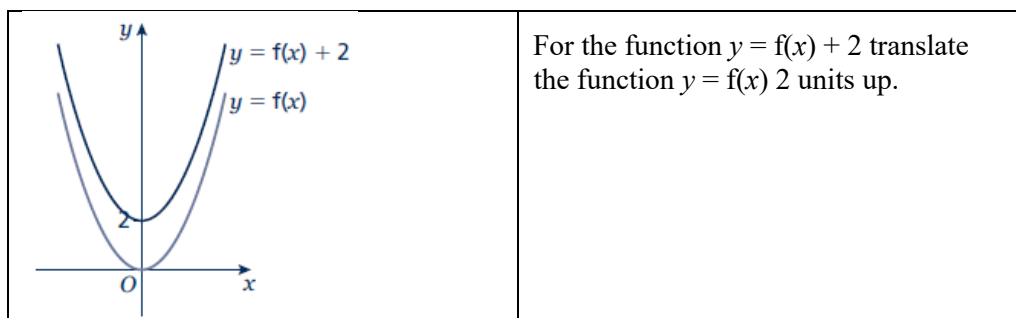 y
y = f(x) + 2
y = f(x)
2
O
x
For the function y = f(x) + 2 translate
the function y = f(x) 2 units up.